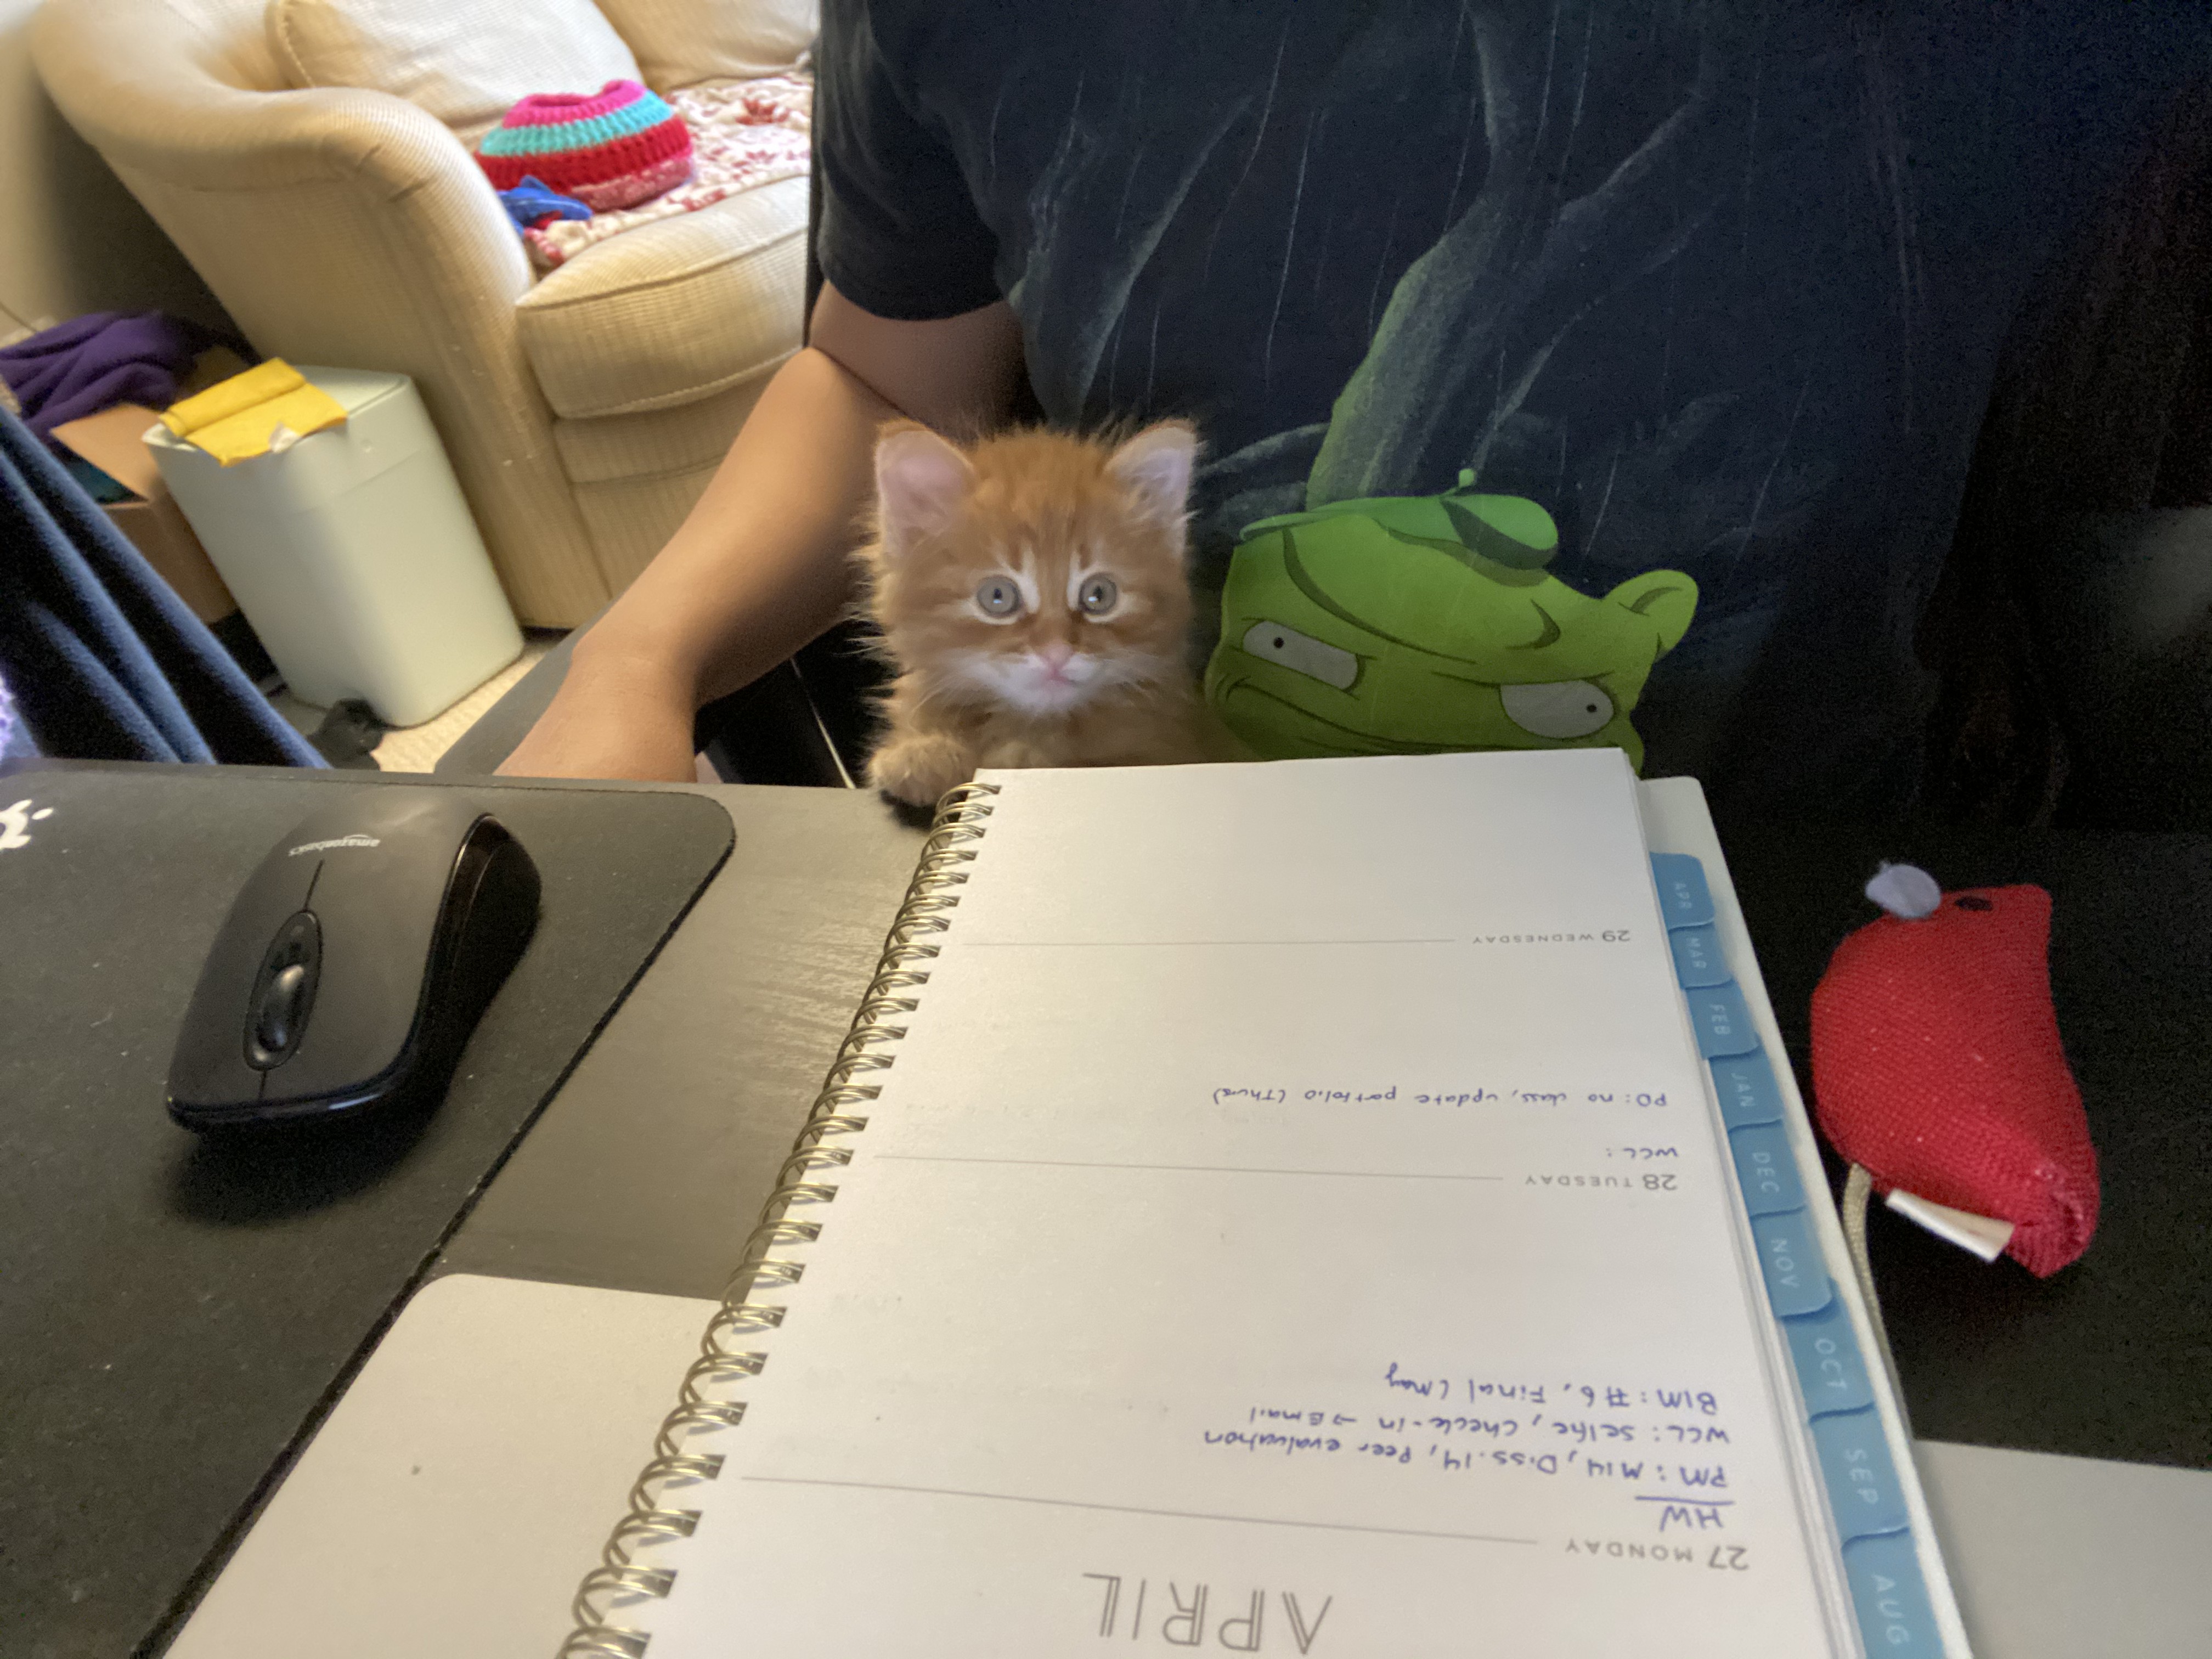 APRIL
27 MONDAY
HW
PM: M14, Diss.14, Peer evaluation
WCL: selfie, check-in → Email
BIM: #6, Final (May
28 TUESDAY
WCL:
PD: no class, update portfolio (Thurs)
29 WEDNESDAY
AUG
SEP
OCT
NOV
DEC
JAN
FEB
MAR
APR
amazonbasics